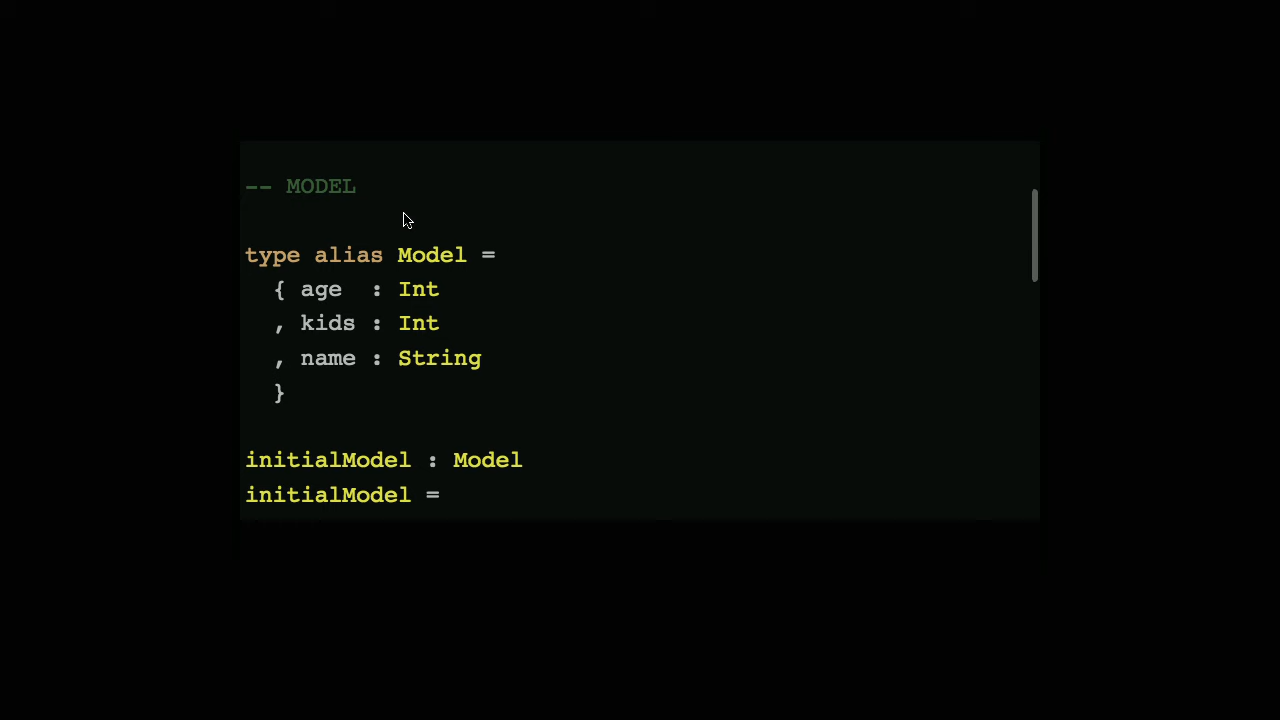 -- MODEL
type alias Model =
{ age  : Int
, kids : Int
, name : String
}
initialModel : Model
initialModel =